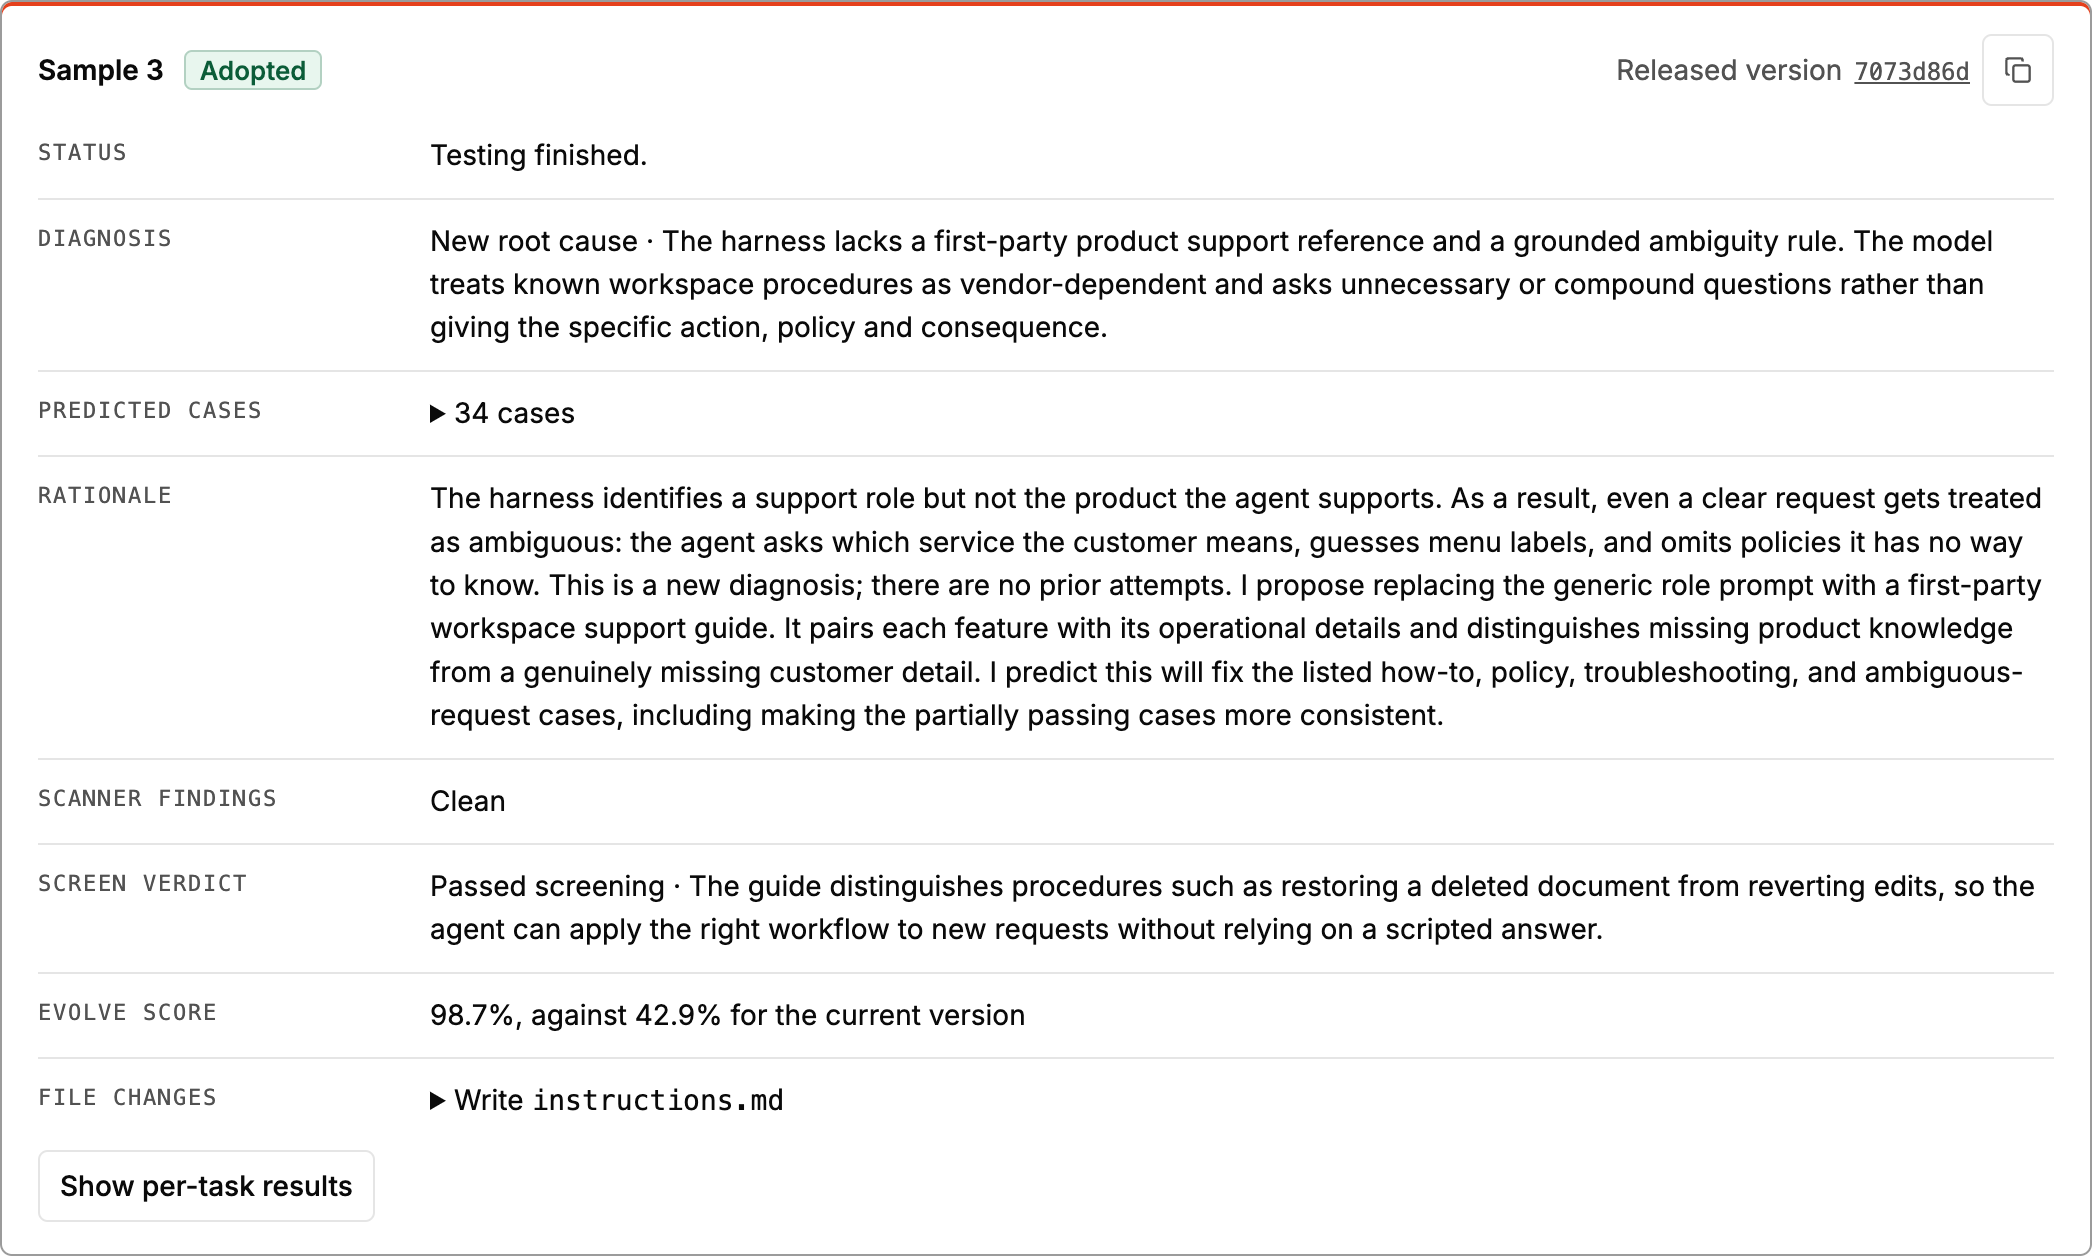 Sample 3
Adopted
Released version 7073d86d
STATUS
Testing finished.
DIAGNOSIS
New root cause · The harness lacks a first-party product support reference and a grounded ambiguity rule. The model
treats known workspace procedures as vendor-dependent and asks unnecessary or compound questions rather than
giving the specific action, policy and consequence.
PREDICTED CASES
34 cases
RATIONALE
The harness identifies a support role but not the product the agent supports. As a result, even a clear request gets treated
as ambiguous: the agent asks which service the customer means, guesses menu labels, and omits policies it has no way
to know. This is a new diagnosis; there are no prior attempts. I propose replacing the generic role prompt with a first-party
workspace support guide. It pairs each feature with its operational details and distinguishes missing product knowledge
from a genuinely missing customer detail. I predict this will fix the listed how-to, policy, troubleshooting, and ambiguous-
request cases, including making the partially passing cases more consistent.
SCANNER FINDINGS
Clean
SCREEN VERDICT
Passed screening · The guide distinguishes procedures such as restoring a deleted document from reverting edits, so the
agent can apply the right workflow to new requests without relying on a scripted answer.
EVOLVE SCORE
98.7%, against 42.9% for the current version
FILE CHANGES
Write instructions.md
Show per-task results